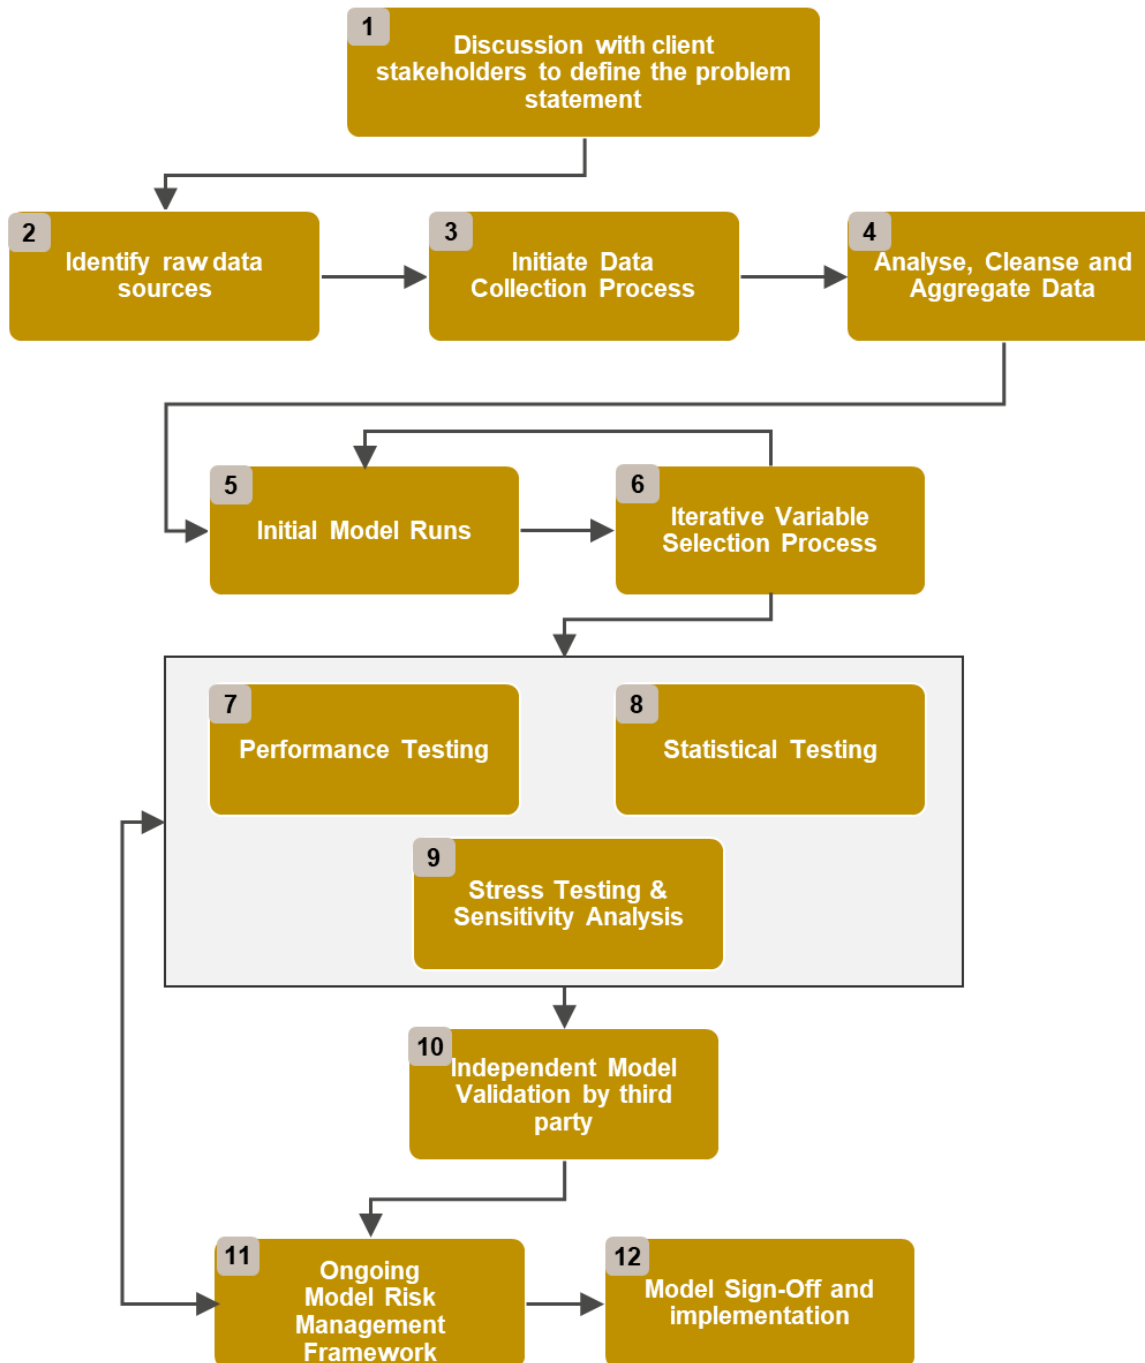 1
Discussion with client
stakeholders to define the problem
statement
2
Identify raw data
sources
3
Initiate Data
Collection Process
4
Analyse, Cleanse and
Aggregate Data
5
Initial Model Runs
6
Iterative Variable
Selection Process
7
Performance Testing
8
Statistical Testing
9
Stress Testing &
Sensitivity Analysis
10
Independent Model
Validation by third
party
11
Ongoing
Model Risk
Management
Framework
12
Model Sign-Off and
implementation